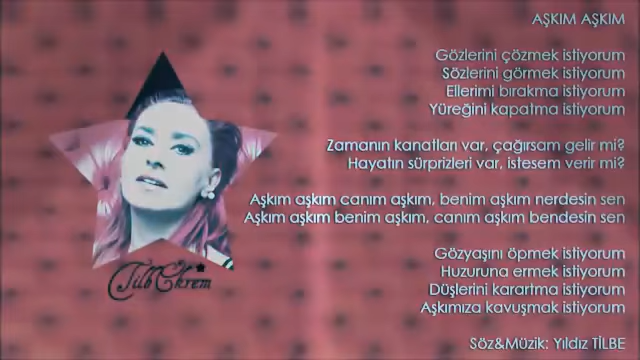 AŞKIM AŞKIM
Gözlerini çözmek istiyorum
Sözlerini görmek istiyorum
Ellerimi bırakma istiyorum
Yüreğini kapatma istiyorum
Zamanın kanatları var, çağırsam gelir mi?
Hayatın sürprizleri var, istesem verir mi?
Aşkım aşkım canım aşkım, benim aşkım nerdesin sen
Aşkım aşkım benim aşkım, canım aşkım bendesin sen
Gözyaşını öpmek istiyorum
Huzuruna ermek istiyorum
Düşlerini karartma istiyorum
Aşkımıza kavuşmak istiyorum
TilbEkrem
Söz&Müzik: Yıldız TİLBE